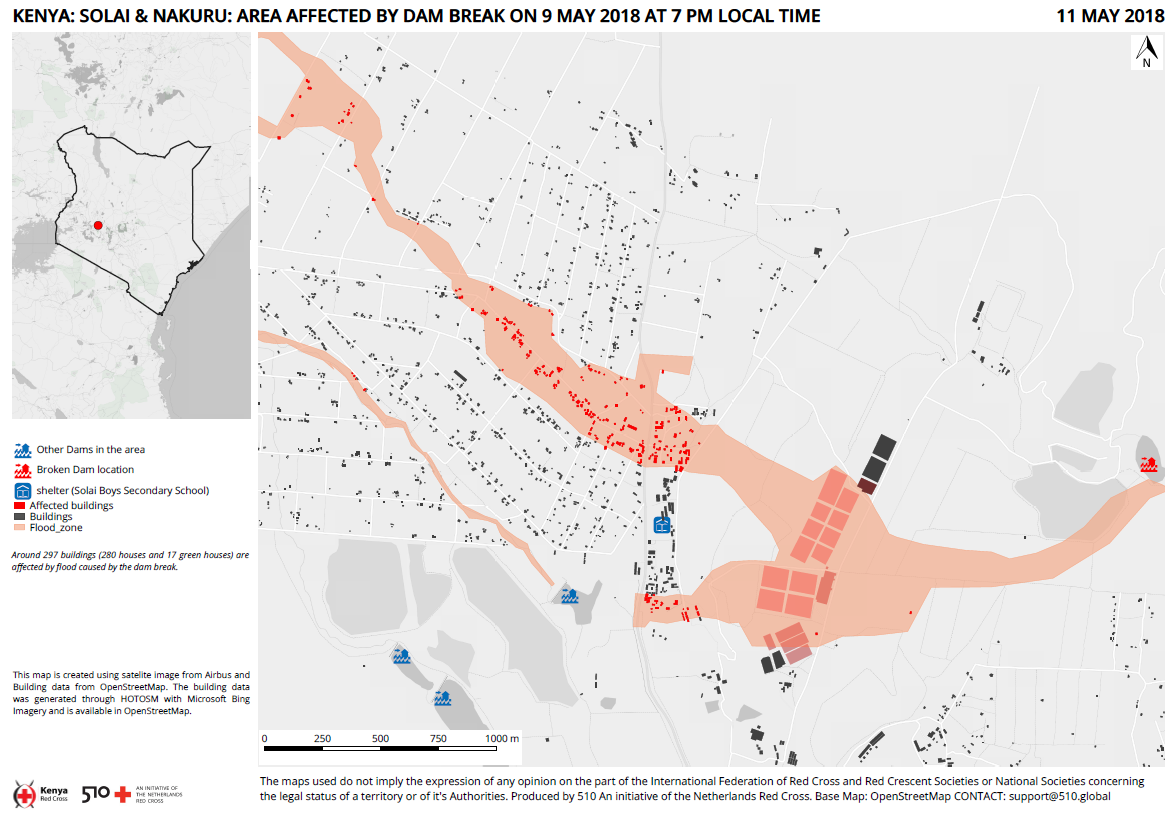 KENYA: SOLAI & NAKURU: AREA AFFECTED BY DAM BREAK ON 9 MAY 2018 AT 7 PM LOCAL TIME
11 MAY 2018
N
Other Dams in the area
Broken Dam location
shelter (Solai Boys Secondary School)
Affected buildings
Buildings
Flood_zone
Around 297 buildings (280 houses and 17 green houses) are
affected by flood caused by the dam break.
This map is created using satelite image from Airbus and
Building data from OpenStreetMap. The building data
was generated through HOTOSM with Microsoft Bing
Imagery and is available in OpenStreetMap.
0 250 500 750 1000 m
Kenya
Red Cross
510
AN INITIATIVE OF
THE NETHERLANDS
RED CROSS
The maps used do not imply the expression of any opinion on the part of the International Federation of Red Cross and Red Crescent Societies or National Societies concerning
the legal status of a territory or of it's Authorities. Produced by 510 An initiative of the Netherlands Red Cross. Base Map: OpenStreetMap CONTACT: support@510.global